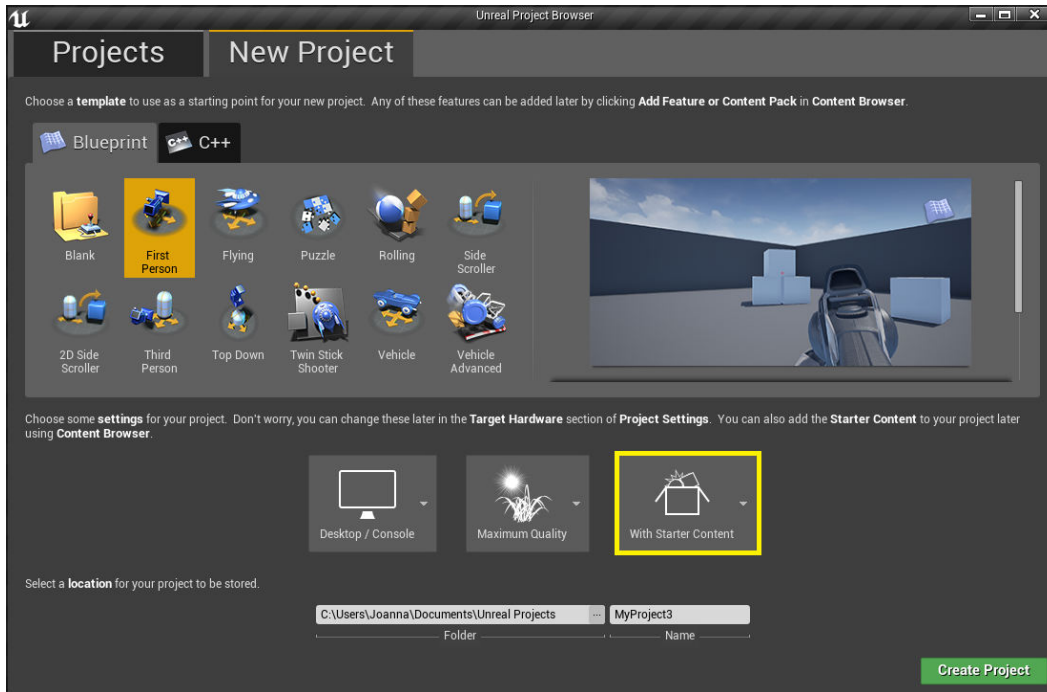 Unreal Project Browser
Projects
New Project
Choose a template to use as a starting point for your new project. Any of these features can be added later by clicking Add Feature or Content Pack in Content Browser.
Blueprint
C++
C++
Blank
First
Person
Flying
Puzzle
Rolling
Side
Scroller
2D Side
Scroller
Third
Person
Top Down
Twin Stick
Shooter
Vehicle
Vehicle
Advanced
Choose some settings for your project. Don't worry, you can change these later in the Target Hardware section of Project Settings. You can also add the Starter Content to your project later
using Content Browser.
Desktop / Console
Maximum Quality
With Starter Content
Select a location for your project to be stored.
C:\Users\Joanna\Documents\Unreal Projects
...
MyProject3
Folder
Name
Create Project